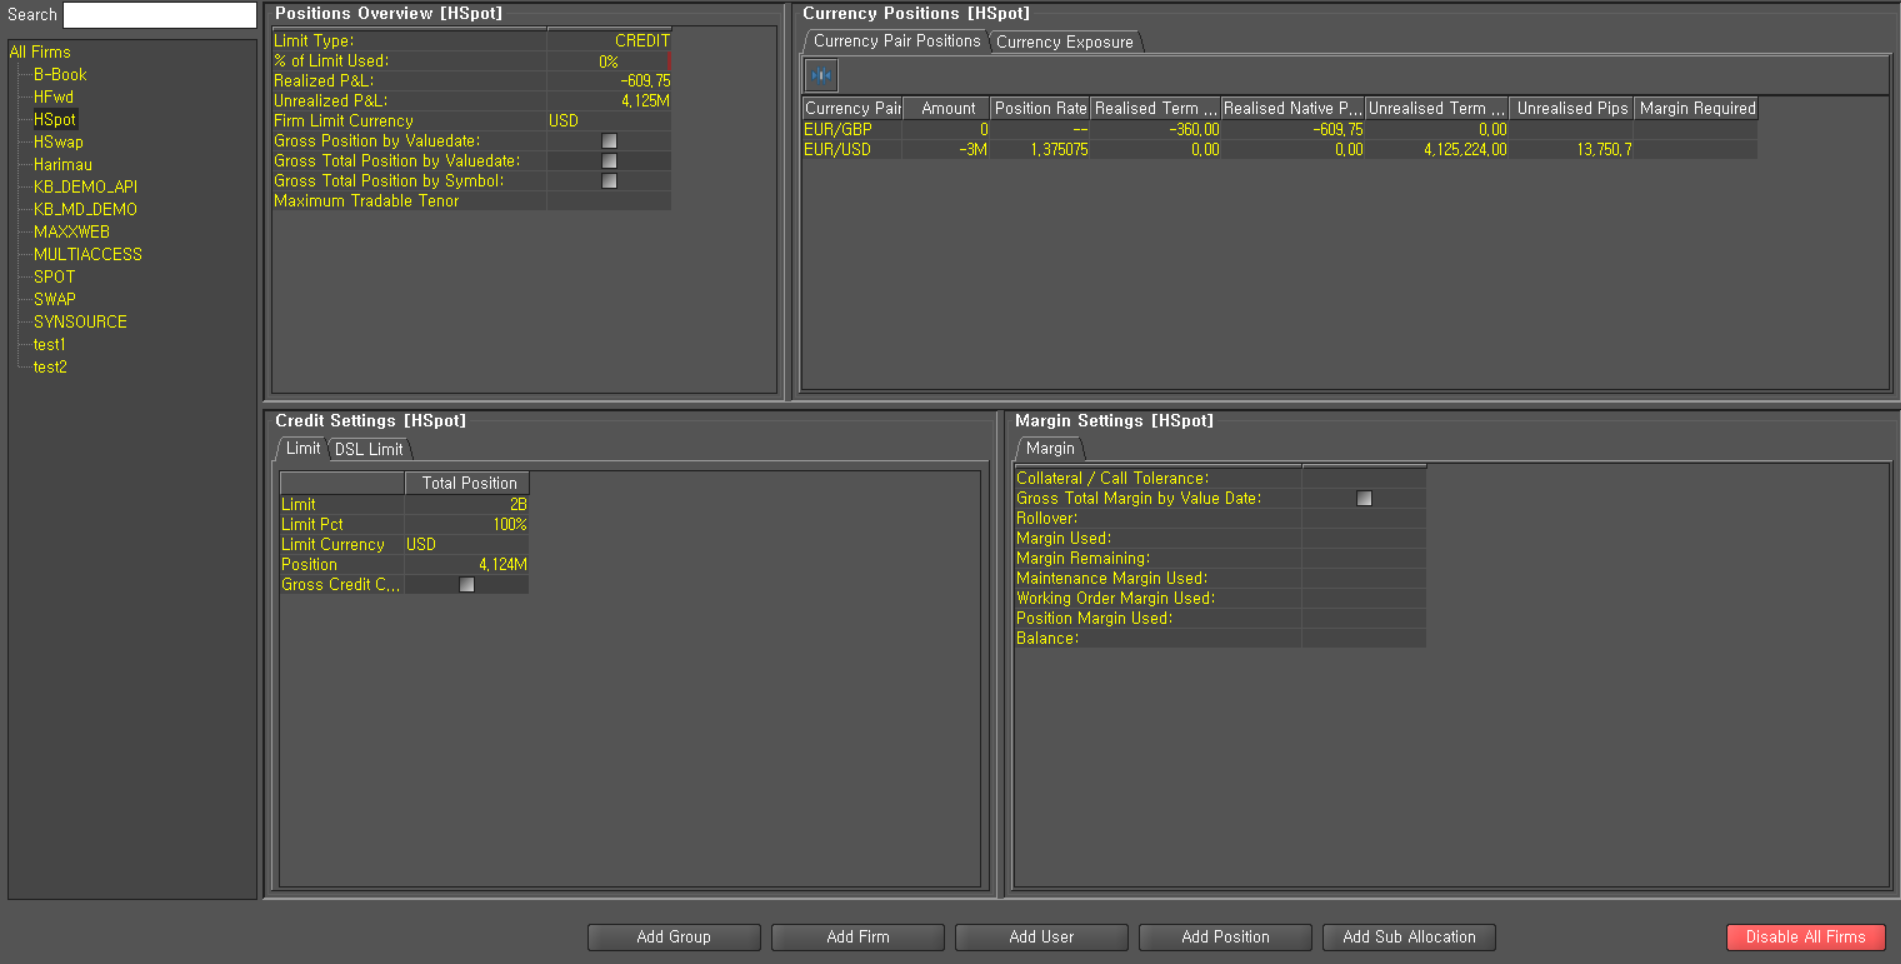 Search
All Firms
B-Book
HFwd
HSpot
HSwap
Harimau
KB_DEMO_API
KB_MD_DEMO
MAXXWEB
MULTIACCESS
SPOT
SWAP
SYNSOURCE
test1
test2
Positions Overview [HSpot]
Limit Type: CREDIT
% of Limit Used: 0%
Realized P&L: -609.75
Unrealized P&L: 4.125M
Firm Limit Currency USD
Gross Position by Valuedate:
Gross Total Position by Valuedate:
Gross Total Position by Symbol:
Maximum Tradable Tenor
Currency Positions [HSpot]
Currency Pair Positions Currency Exposure
Currency Pair Amount Position Rate Realised Term ... Realised Native P... Unrealised Term ... Unrealised Pips Margin Required
EUR/GBP 0 -- -360.00 -609.75 0.00
EUR/USD -3M 1.375075 0.00 0.00 4,125,224.00 13,750.7
Credit Settings [HSpot]
Limit DSL Limit
Total Position
Limit 2B
Limit Pct 100%
Limit Currency USD
Position 4.124M
Gross Credit C...
Margin Settings [HSpot]
Margin
Collateral / Call Tolerance:
Gross Total Margin by Value Date:
Rollover:
Margin Used:
Margin Remaining:
Maintenance Margin Used:
Working Order Margin Used:
Position Margin Used:
Balance:
Add Group Add Firm Add User Add Position Add Sub Allocation Disable All Firms